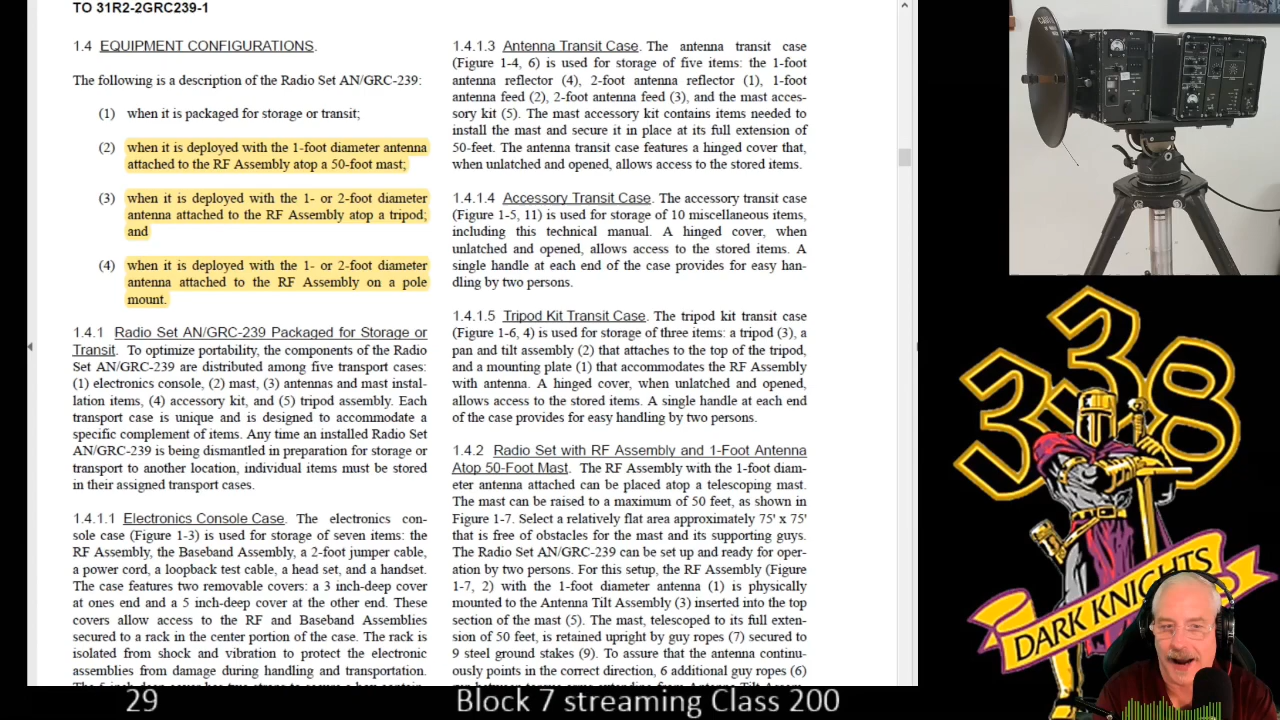 TO 31R2-2GRC239-1
1.4 EQUIPMENT CONFIGURATIONS.
The following is a description of the Radio Set AN/GRC-239:
(1) when it is packaged for storage or transit;
(2) when it is deployed with the 1-foot diameter antenna
attached to the RF Assembly atop a 50-foot mast;
(3) when it is deployed with the 1- or 2-foot diameter
antenna attached to the RF Assembly atop a tripod;
and
(4) when it is deployed with the 1- or 2-foot diameter
antenna attached to the RF Assembly on a pole
mount.
1.4.1 Radio Set AN/GRC-239 Packaged for Storage or
Transit. To optimize portability, the components of the Radio
Set AN/GRC-239 are distributed among five transport cases:
(1) electronics console, (2) mast, (3) antennas and mast instal-
lation items, (4) accessory kit, and (5) tripod assembly. Each
transport case is unique and is designed to accommodate a
specific complement of items. Any time an installed Radio Set
AN/GRC-239 is being dismantled in preparation for storage or
transport to another location, individual items must be stored
in their assigned transport cases.
1.4.1.1 Electronics Console Case. The electronics con-
sole case (Figure 1-3) is used for storage of seven items: the
RF Assembly, the Baseband Assembly, a 2-foot jumper cable,
a power cord, a loopback test cable, a head set, and a handset.
The case features two removable covers: a 3 inch-deep cover
at ones end and a 5 inch-deep cover at the other end. These
covers allow access to the RF and Baseband Assemblies
secured to a rack in the center portion of the case. The rack is
isolated from shock and vibration to protect the electronic
assemblies from damage during handling and transportation.
1.4.1.3 Antenna Transit Case. The antenna transit case
(Figure 1-4, 6) is used for storage of five items: the 1-foot
antenna reflector (4), 2-foot antenna reflector (1), 1-foot
antenna feed (2), 2-foot antenna feed (3), and the mast acces-
sory kit (5). The mast accessory kit contains items needed to
install the mast and secure it in place at its full extension of
50-feet. The antenna transit case features a hinged cover that,
when unlatched and opened, allows access to the stored items.
1.4.1.4 Accessory Transit Case. The accessory transit case
(Figure 1-5, 11) is used for storage of 10 miscellaneous items,
including this technical manual. A hinged cover, when
unlatched and opened, allows access to the stored items. A
single handle at each end of the case provides for easy han-
dling by two persons.
1.4.1.5 Tripod Kit Transit Case. The tripod kit transit case
(Figure 1-6, 4) is used for storage of three items: a tripod (3), a
pan and tilt assembly (2) that attaches to the top of the tripod,
and a mounting plate (1) that accommodates the RF Assembly
with antenna. A hinged cover, when unlatched and opened,
allows access to the stored items. A single handle at each end
of the case provides for easy handling by two persons.
1.4.2 Radio Set with RF Assembly and 1-Foot Antenna
Atop 50-Foot Mast. The RF Assembly with the 1-foot diam-
eter antenna attached can be placed atop a telescoping mast.
The mast can be raised to a maximum of 50 feet, as shown in
Figure 1-7. Select a relatively flat area approximately 75' x 75'
that is free of obstacles for the mast and its supporting guys.
The Radio Set AN/GRC-239 can be set up and ready for oper-
ation by two persons. For this setup, the RF Assembly (Figure
1-7, 2) with the 1-foot diameter antenna (1) is physically
mounted to the Antenna Tilt Assembly (3) inserted into the top
section of the mast (5). The mast, telescoped to its full exten-
sion of 50 feet, is retained upright by guy ropes (7) secured to
9 steel ground stakes (9). To assure that the antenna continu-
ously points in the correct direction, 6 additional guy ropes (6)
338
DARK KNIGHTS
29
Block 7 streaming Class 200